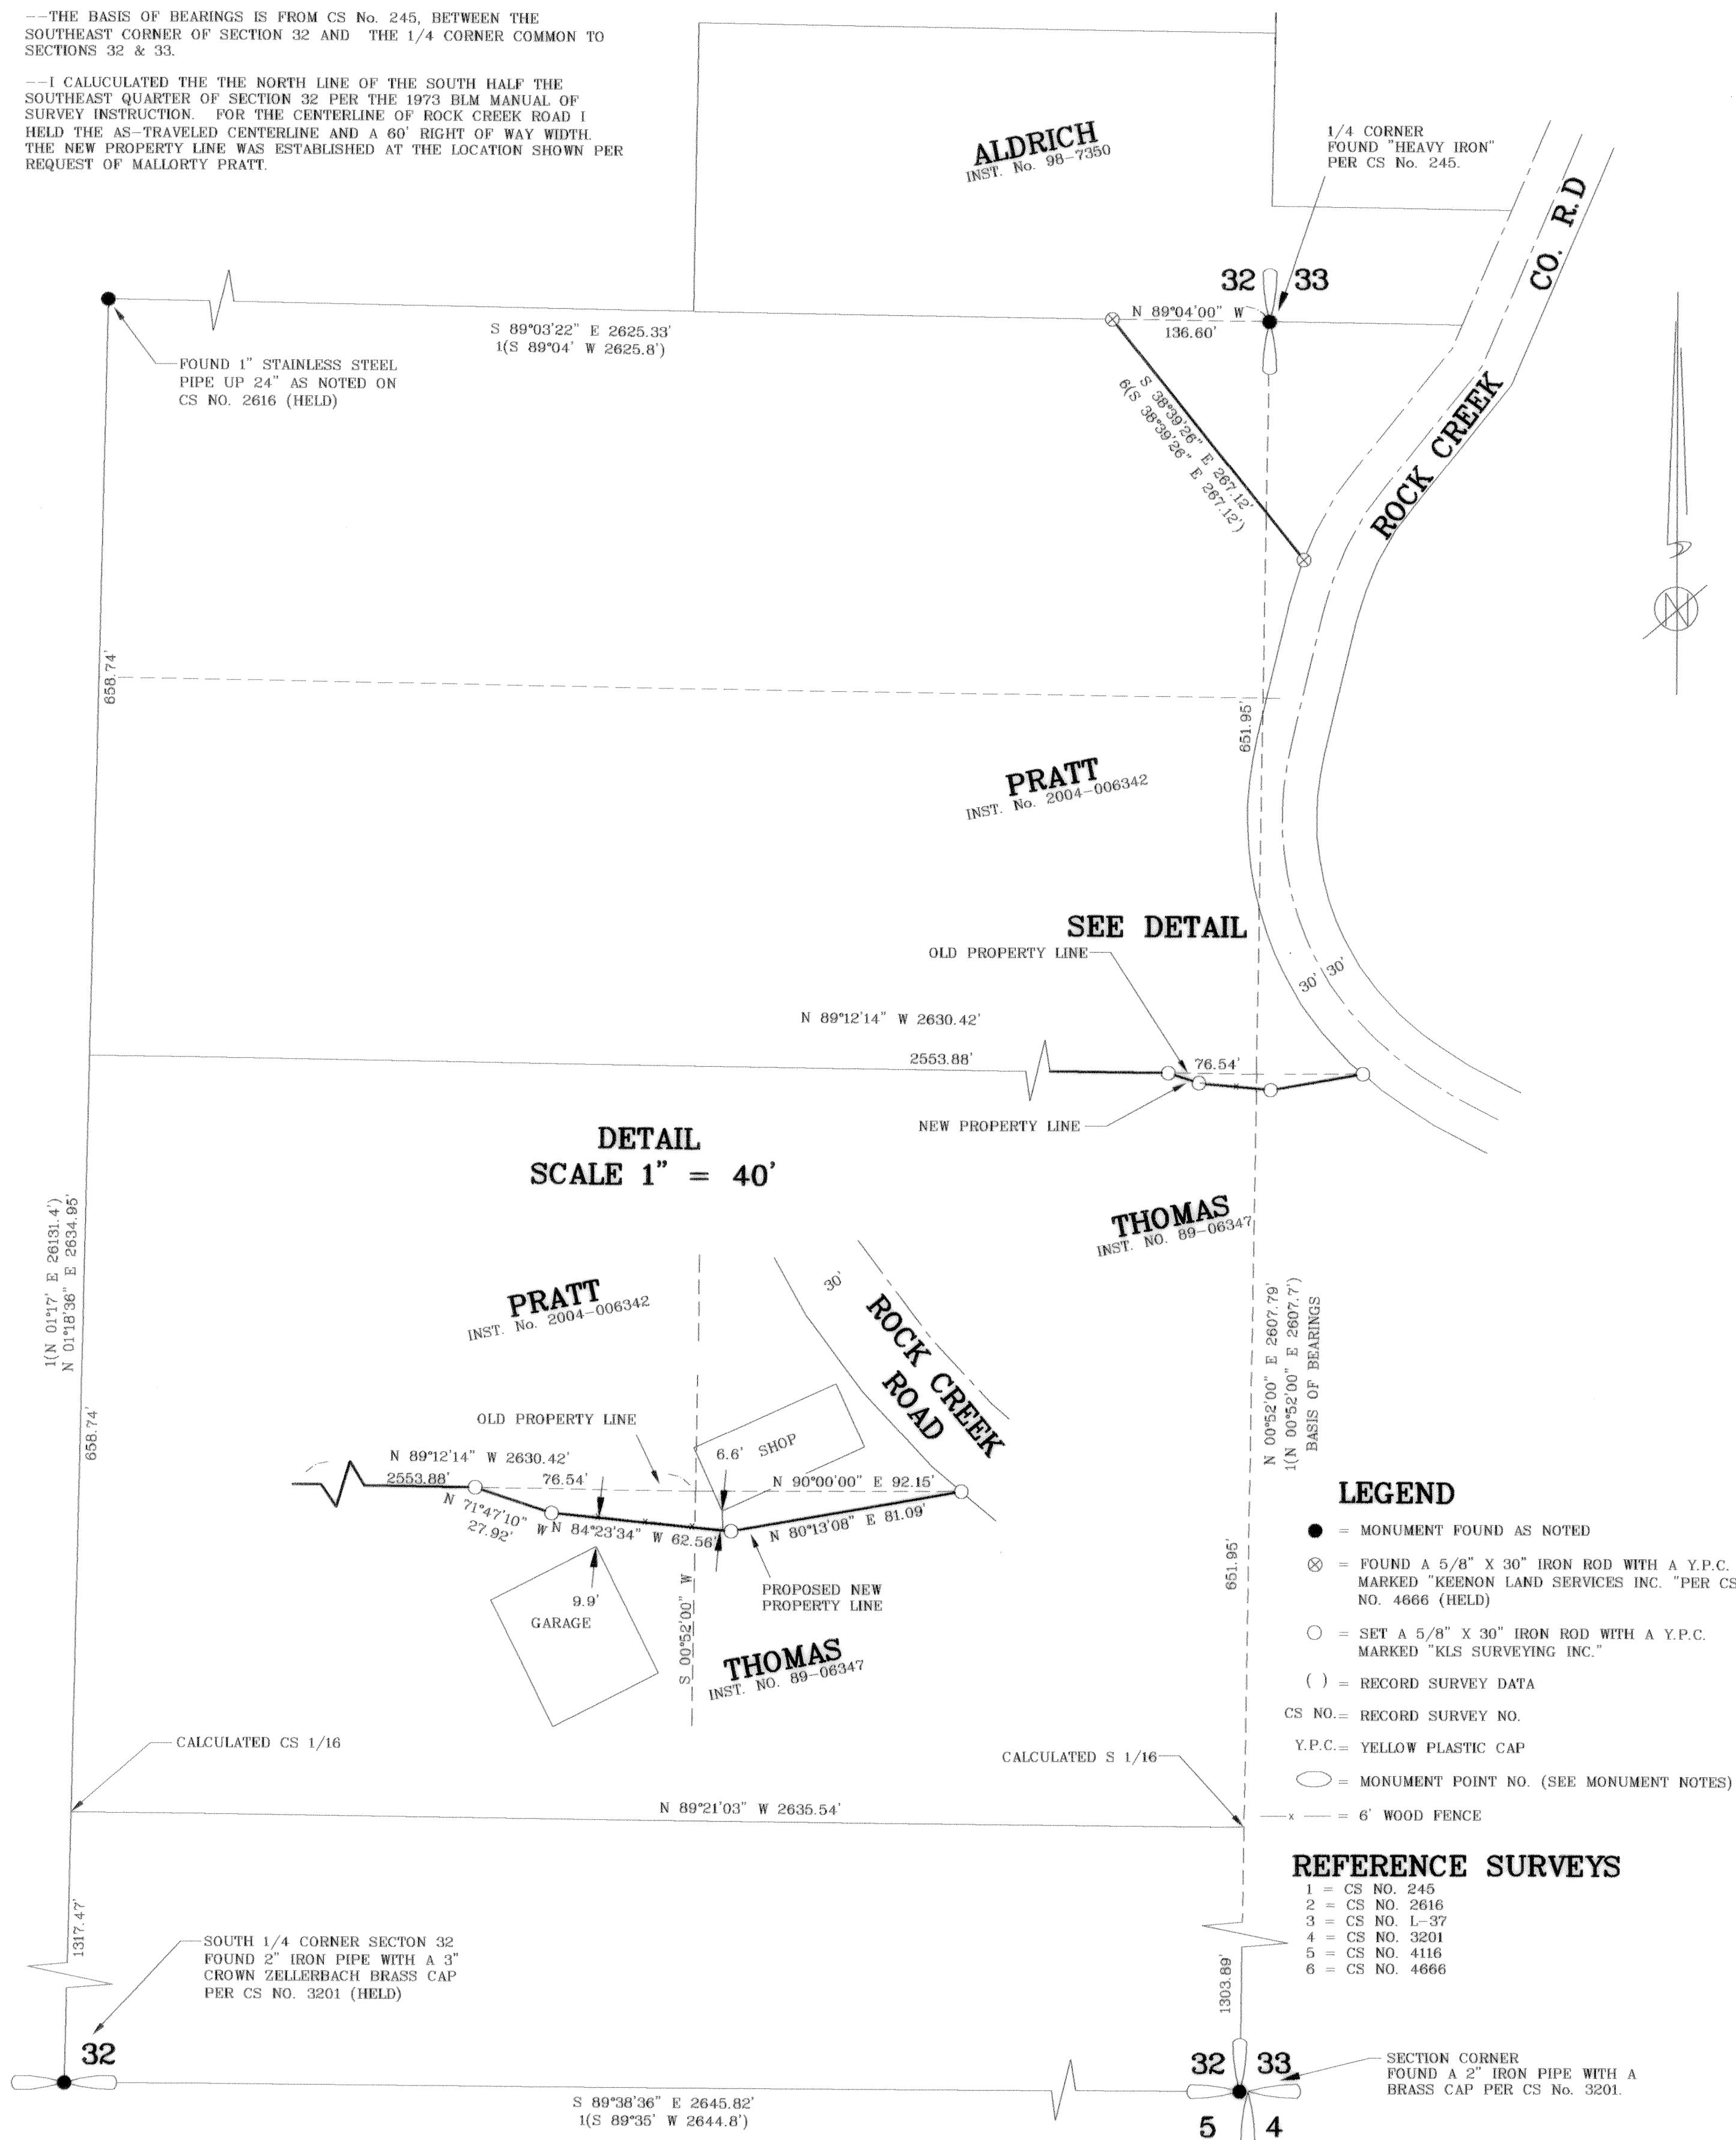 --THE BASIS OF BEARINGS IS FROM CS No. 245, BETWEEN THE
SOUTHEAST CORNER OF SECTION 32 AND THE 1/4 CORNER COMMON TO
SECTIONS 32 & 33.
--I CALUCULATED THE THE NORTH LINE OF THE SOUTH HALF THE
SOUTHEAST QUARTER OF SECTION 32 PER THE 1973 BLM MANUAL OF
SURVEY INSTRUCTION. FOR THE CENTERLINE OF ROCK CREEK ROAD I
HELD THE AS-TRAVELED CENTERLINE AND A 60' RIGHT OF WAY WIDTH.
THE NEW PROPERTY LINE WAS ESTABLISHED AT THE LOCATION SHOWN PER
REQUEST OF MALLORTY PRATT.
ALDRICH
INST. No. 98-7350
1/4 CORNER
FOUND "HEAVY IRON"
PER CS No. 245.
CO. R.D
ROCK CREEK
32 33
N 89°04'00" W
136.60'
S 89°03'22" E 2625.33'
1(S 89°04' W 2625.8')
FOUND 1" STAINLESS STEEL
PIPE UP 24" AS NOTED ON
CS NO. 2616 (HELD)
S 38°39'26" E 267.12'
6(S 38°39'26" E 267.12')
N
658.74'
651.95'
PRATT
INST. No. 2004-006342
SEE DETAIL
OLD PROPERTY LINE
30' 30'
N 89°12'14" W 2630.42'
2553.88'
76.54'
NEW PROPERTY LINE
DETAIL
SCALE 1" = 40'
THOMAS
INST. NO. 89-06347
1(N 01°17' E 26131.4')
N 01°18'36" E 2634.95'
N 00°52'00" E 2607.79'
1(N 00°52'00" E 2607.7')
BASIS OF BEARINGS
PRATT
INST. No. 2004-006342
30'
ROCK CREEK
ROAD
658.74'
OLD PROPERTY LINE
6.6' SHOP
N 89°12'14" W 2630.42'
2553.88'
76.54'
N 90°00'00" E 92.15'
N 71°47'10" W
27.92'
N 84°23'34" W 62.56'
N 80°13'08" E 81.09'
9.9'
GARAGE
PROPOSED NEW
PROPERTY LINE
S 00°52'00" W
THOMAS
INST. NO. 89-06347
651.95'
LEGEND
= MONUMENT FOUND AS NOTED
= FOUND A 5/8" X 30" IRON ROD WITH A Y.P.C.
MARKED "KEENON LAND SERVICES INC. "PER CS
NO. 4666 (HELD)
= SET A 5/8" X 30" IRON ROD WITH A Y.P.C.
MARKED "KLS SURVEYING INC."
( ) = RECORD SURVEY DATA
CS NO.= RECORD SURVEY NO.
Y.P.C.= YELLOW PLASTIC CAP
= MONUMENT POINT NO. (SEE MONUMENT NOTES)
x = 6' WOOD FENCE
CALCULATED CS 1/16
CALCULATED S 1/16
N 89°21'03" W 2635.54'
REFERENCE SURVEYS
1 = CS NO. 245
2 = CS NO. 2616
3 = CS NO. L-37
4 = CS NO. 3201
5 = CS NO. 4116
6 = CS NO. 4666
1317.47'
SOUTH 1/4 CORNER SECTON 32
FOUND 2" IRON PIPE WITH A 3"
CROWN ZELLERBACH BRASS CAP
PER CS NO. 3201 (HELD)
1303.89'
32
32 33
5 4
SECTION CORNER
FOUND A 2" IRON PIPE WITH A
BRASS CAP PER CS No. 3201.
S 89°38'36" E 2645.82'
1(S 89°35' W 2644.8')